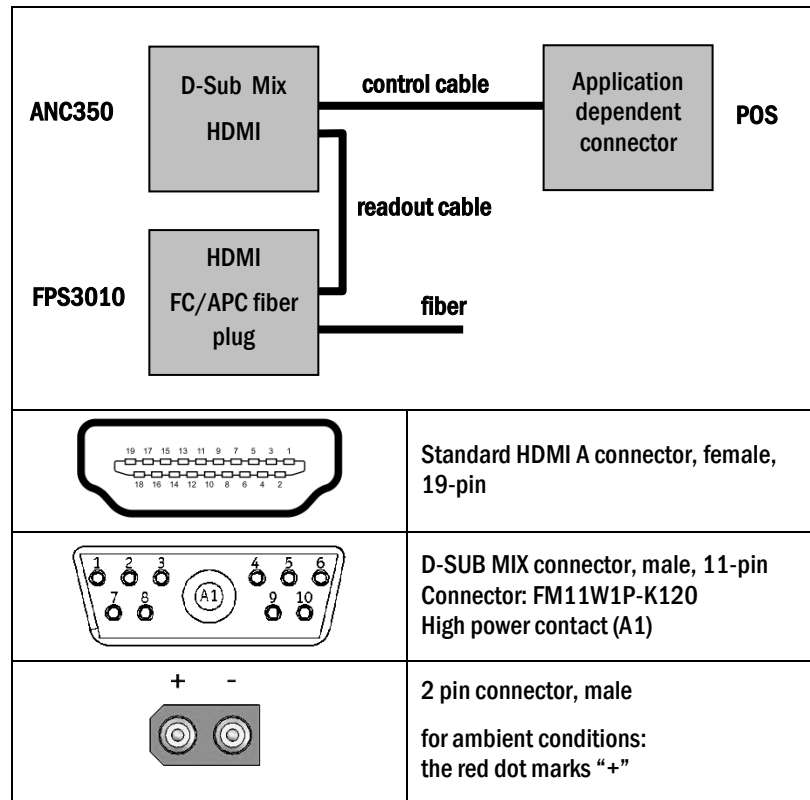 ANC350
D-Sub Mix
HDMI
control cable
Application
dependent
connector
POS
readout cable
FPS3010
HDMI
FC/APC fiber
plug
fiber
19 17 15 13 11 9 7 5 3 1
18 16 14 12 10 8 6 4 2
Standard HDMI A connector, female,
19-pin
1 2 3 4 5 6
A1
7 8 9 10
D-SUB MIX connector, male, 11-pin
Connector: FM11W1P-K120
High power contact (A1)
+ -
2 pin connector, male
for ambient conditions:
the red dot marks “+”